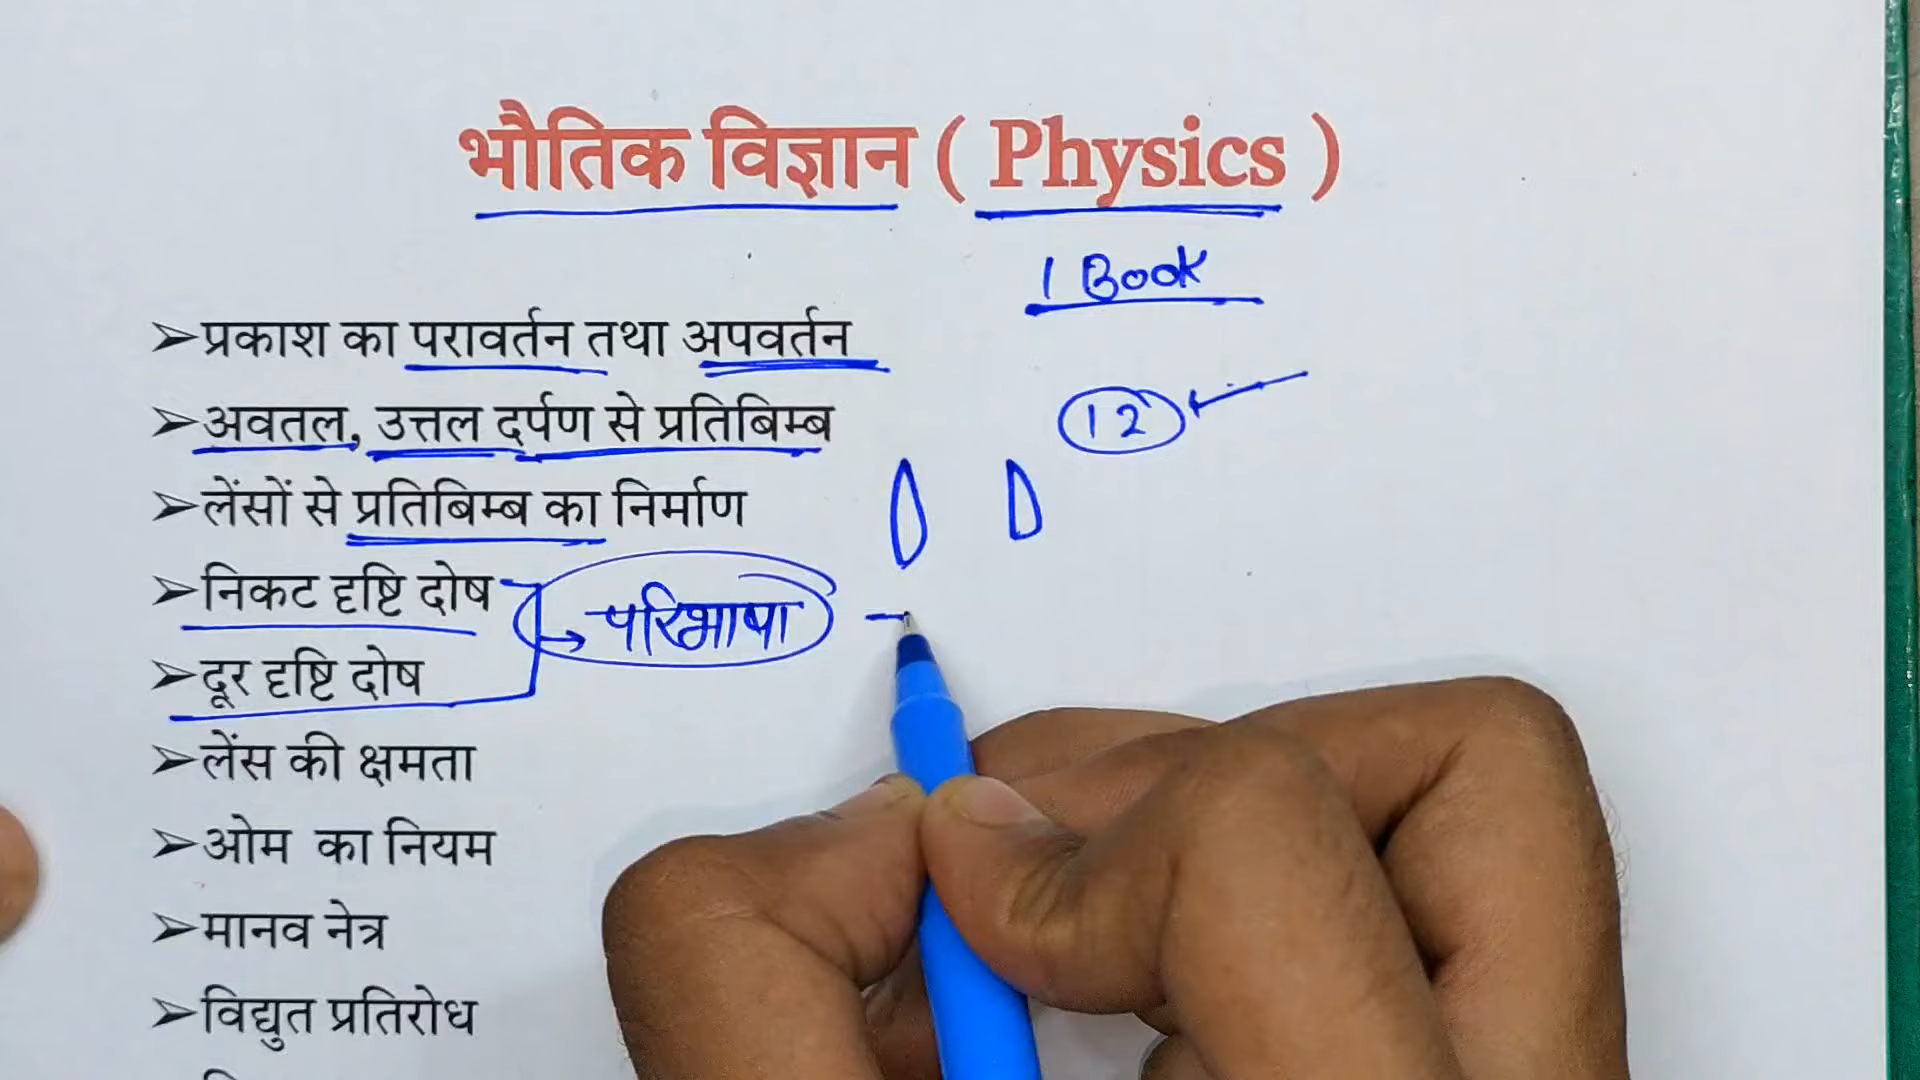 भौतिक विज्ञान ( Physics )
1 Book
➢प्रकाश का परावर्तन तथा अपवर्तन
➢अवतल, उत्तल दर्पण से प्रतिबिम्ब
12
➢लेंसों से प्रतिबिम्ब का निर्माण
➢निकट दृष्टि दोष
परिभाषा
➢दूर दृष्टि दोष
➢लेंस की क्षमता
➢ओम का नियम
➢मानव नेत्र
➢विद्युत प्रतिरोध